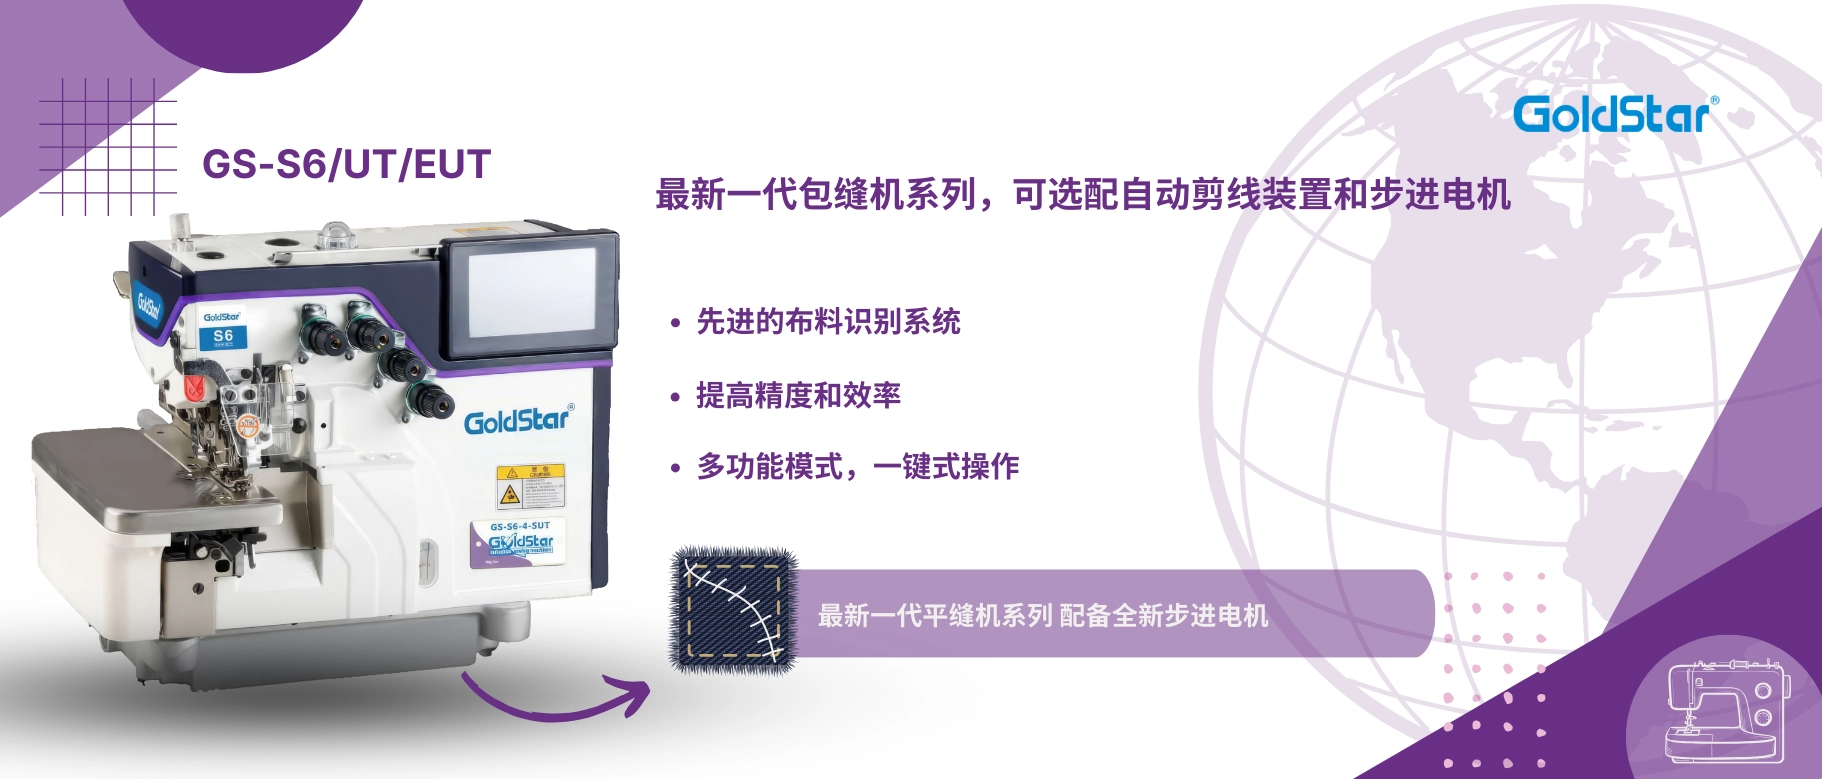 GoldStar®
GS-S6/UT/EUT
最新一代包缝机系列，可选配自动剪线装置和步进电机
• 先进的布料识别系统
• 提高精度和效率
• 多功能模式，一键式操作
最新一代平缝机系列 配备全新步进电机
GoldStar
GoldStar
S6
GoldStar®
警 告
GS-S6-4-SUT
GoldStar